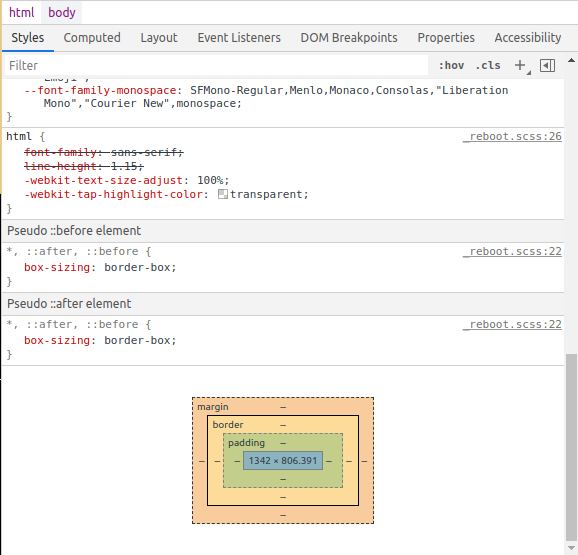 html body
Styles Computed Layout Event Listeners DOM Breakpoints Properties Accessibility
Filter :hov .cls +
Emoji";
--font-family-monospace: SFMono-Regular,Menlo,Monaco,Consolas,"Liberation
Mono","Courier New",monospace;
}
html { _reboot.scss:26
font-family: sans-serif;
line-height: 1.15;
-webkit-text-size-adjust: 100%;
-webkit-tap-highlight-color: transparent;
}
Pseudo ::before element
*, ::after, ::before { _reboot.scss:22
box-sizing: border-box;
}
Pseudo ::after element
*, ::after, ::before { _reboot.scss:22
box-sizing: border-box;
}
margin –
border –
padding –
– – – 1342 × 806.391 – – –
–
–
–